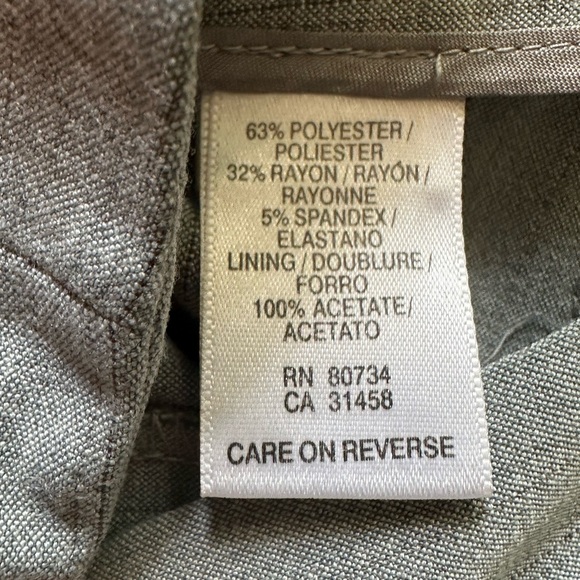 63% POLYESTER /
POLIESTER
32% RAYON / RAYÓN /
RAYONNE
5% SPANDEX /
ELASTANO
LINING / DOUBLURE /
FORRO
100% ACETATE/
ACETATO
RN 80734
CA 31458
CARE ON REVERSE